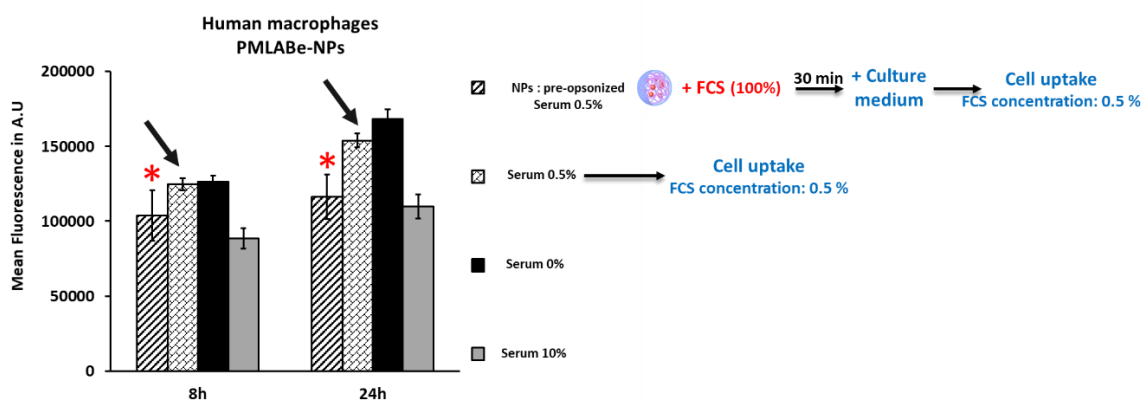 Human macrophages
PMLABe-NPs
Mean Fluorescence in A.U
200000
150000
100000
50000
0
*
*
8h
24h
NPs : pre-opsonized
Serum 0.5%
+ FCS (100%)
30 min
+ Culture
medium
Cell uptake
FCS concentration: 0.5 %
Serum 0.5%
Cell uptake
FCS concentration: 0.5 %
Serum 0%
Serum 10%